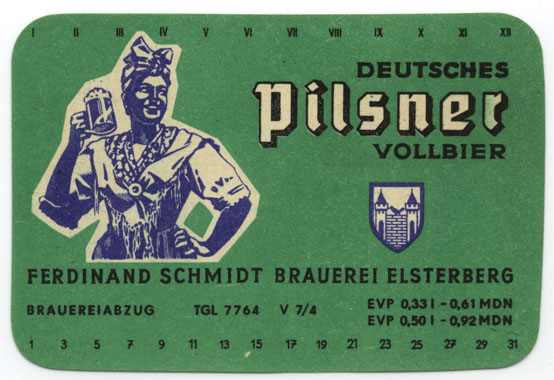 I II III IV V VI VII VIII IX X XI XII
DEUTSCHES
Pilsner
VOLLBIER
FERDINAND SCHMIDT BRAUEREI ELSTERBERG
BRAUEREIABZUG TGL 7764 V 7/4 EVP 0,33 l - 0,61 MDN
EVP 0,50 l - 0,92 MDN
1 3 5 7 9 11 13 15 17 19 21 23 25 27 29 31